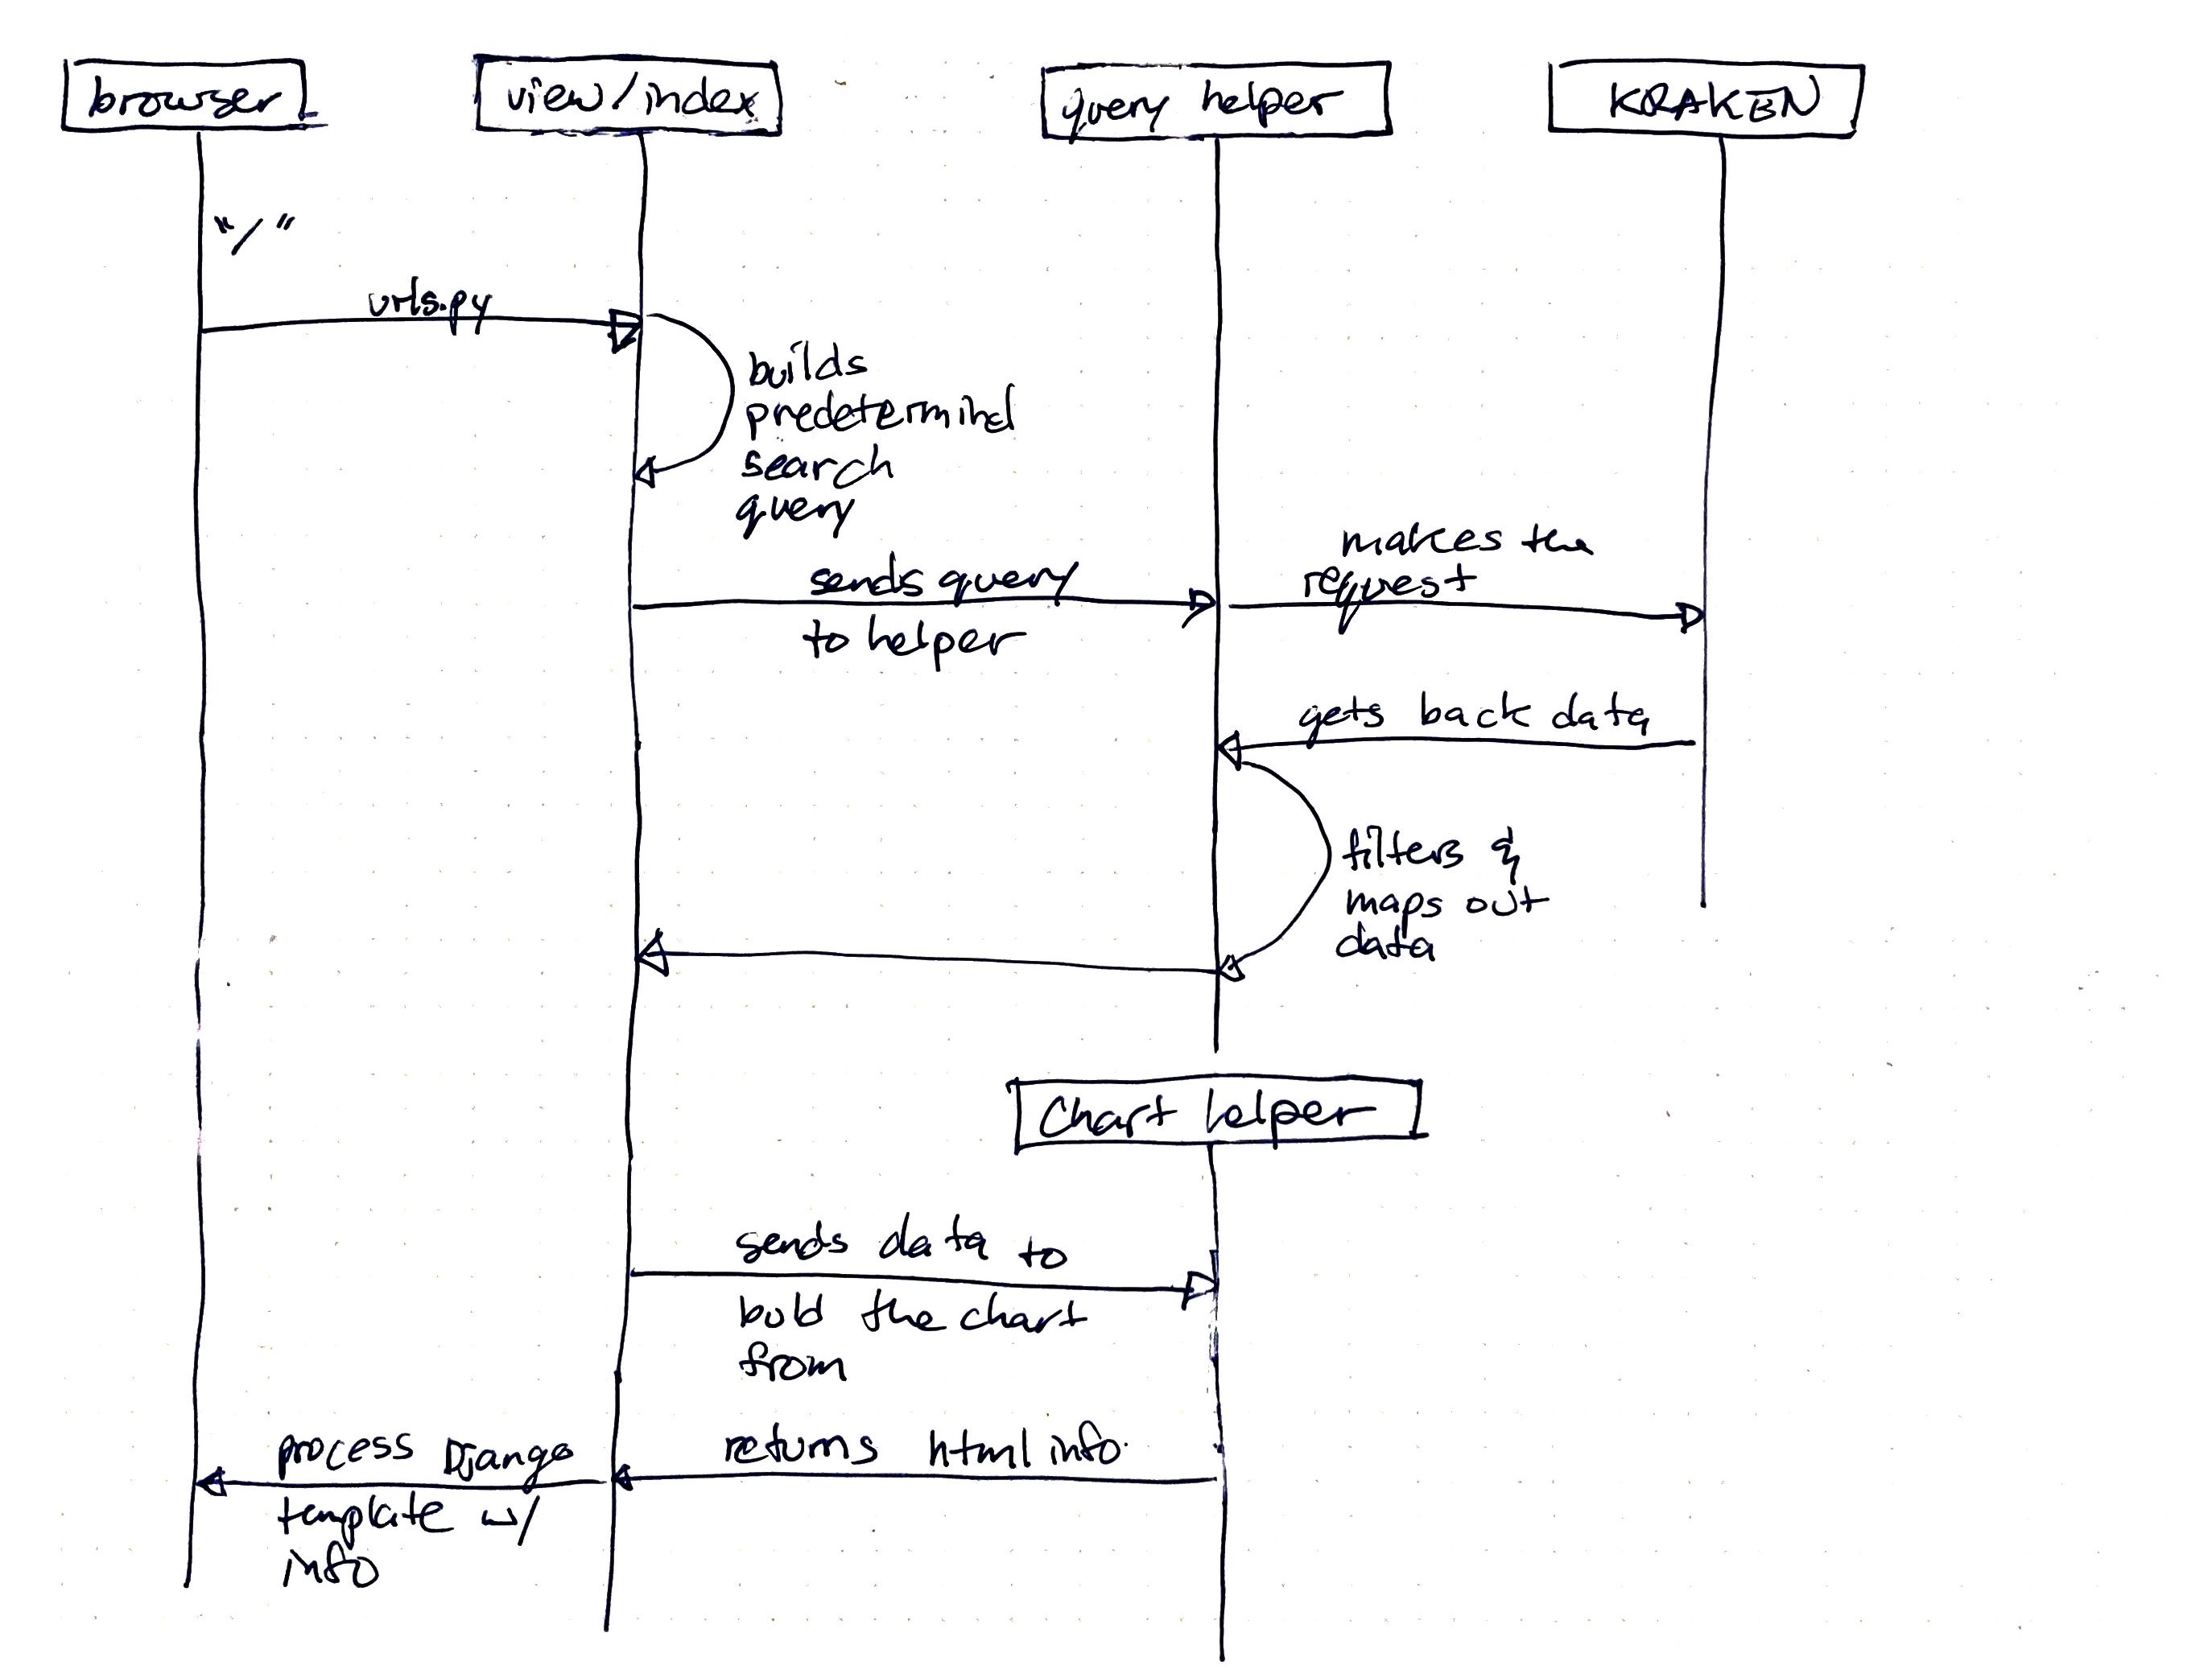 browser
view/index
query helper
KRAKEN
"/"
urls.py
builds
predetermind
search
query
sends query
to helper
makes the
request
gets back data
filters &
maps out
data
Chart helper
sends data to
buld the chart
from
returns html info.
process Django
template w/
info